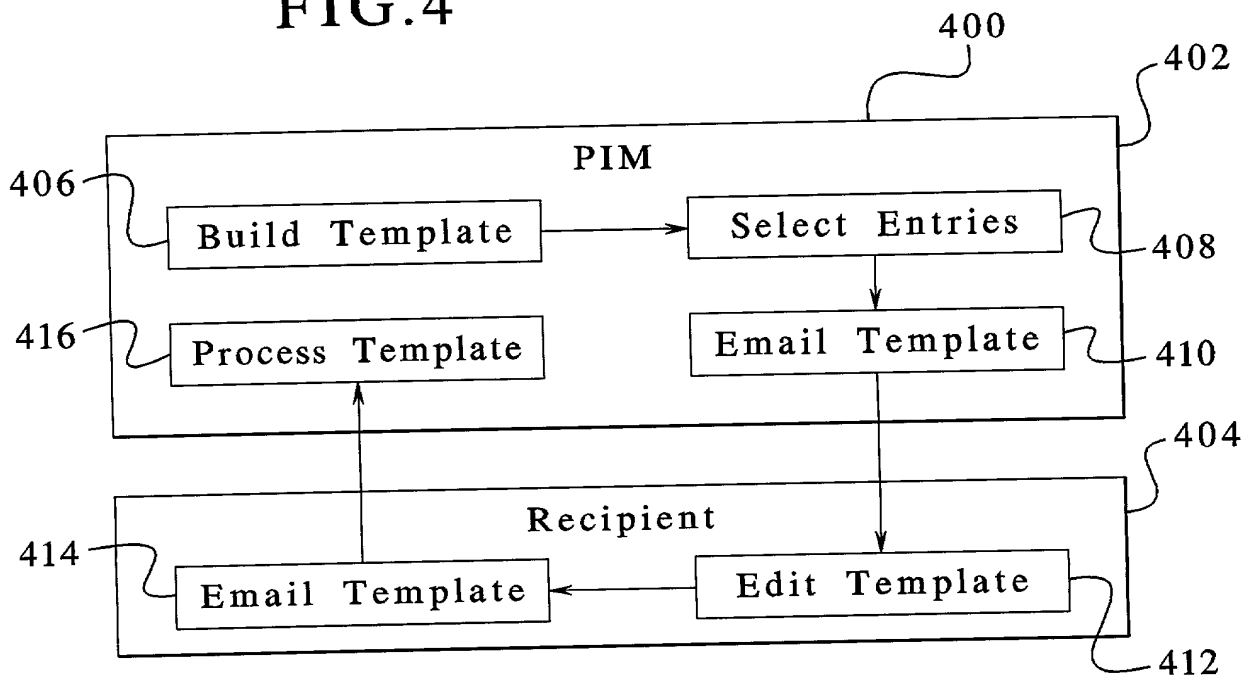 FIG.4
400
402
PIM
406
Build Template
Select Entries
408
416
Process Template
Email Template
410
404
Recipient
414
Email Template
Edit Template
412